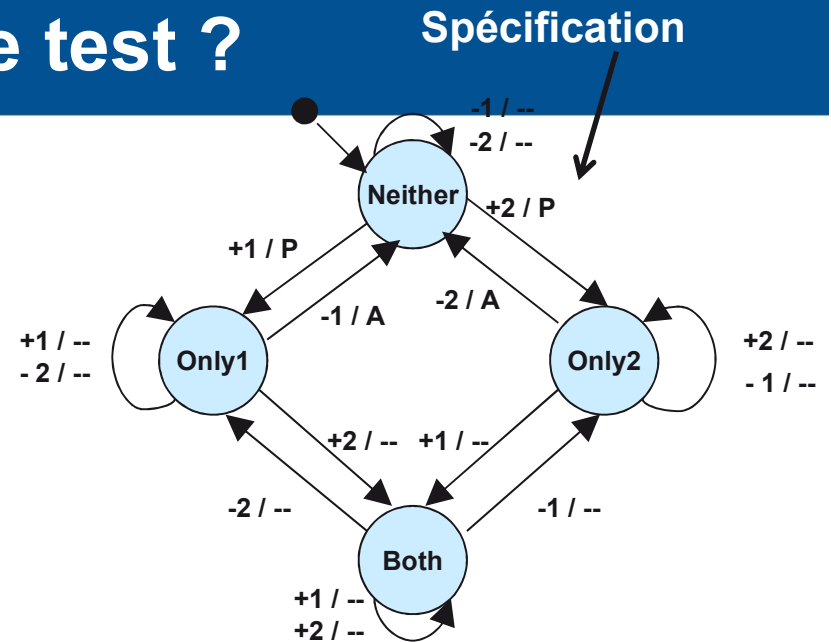 e test ?
Spécification
-1 / --
-2 / --
Neither
+2 / P
+1 / P
-2 / A
-1 / A
+1 / --
- 2 / --
Only1
Only2
+2 / --
- 1 / --
+2 / --
+1 / --
-2 / --
-1 / --
Both
+1 / --
+2 / --